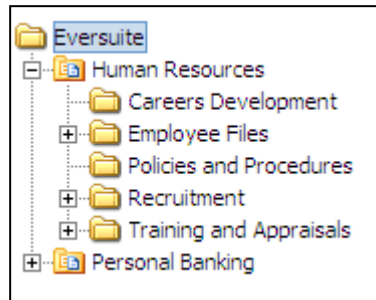 Eversuite
Human Resources
Careers Development
Employee Files
Policies and Procedures
Recruitment
Training and Appraisals
Personal Banking